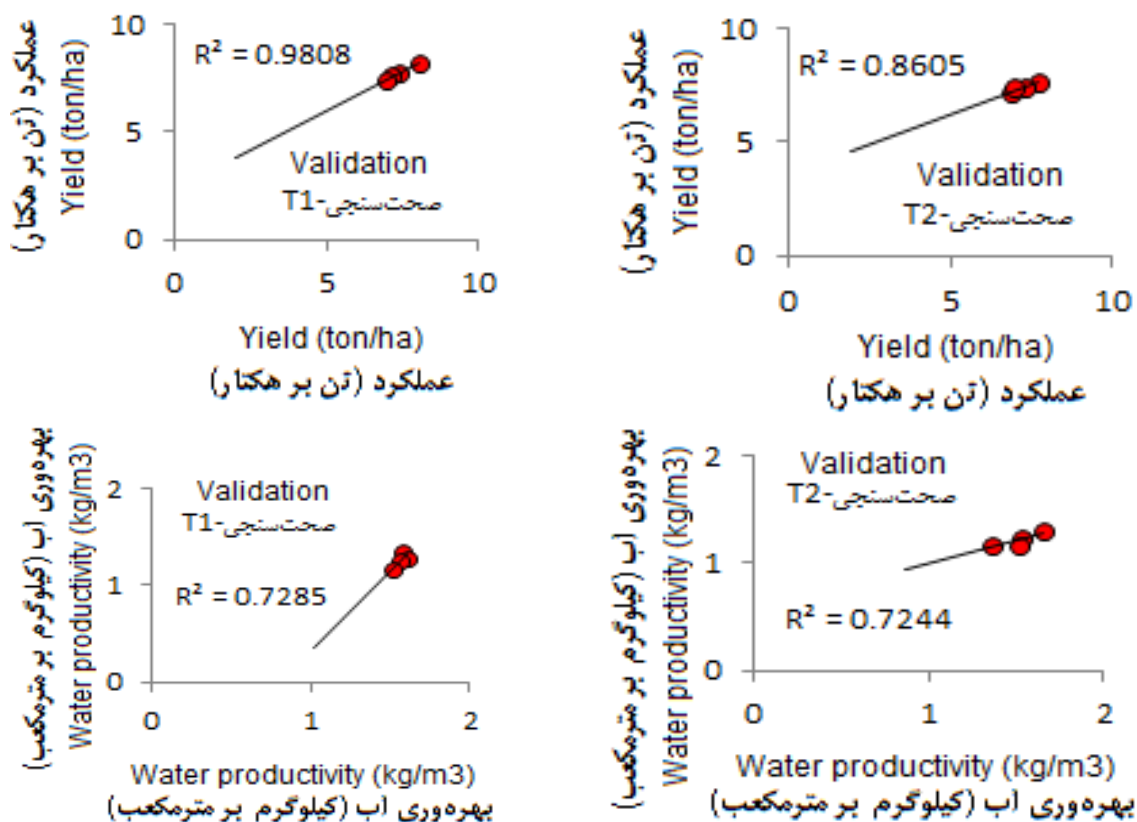 عملکرد (تن بر هکتار)
Yield (ton/ha)
10
5
0
R² = 0.9808
Validation
T1-صحت‌سنجی
0 5 10
Yield (ton/ha)
عملکرد (تن بر هکتار)
عملکرد (تن بر هکتار)
Yield (ton/ha)
10
5
0
R² = 0.8605
Validation
T2-صحت‌سنجی
0 5 10
Yield (ton/ha)
عملکرد (تن بر هکتار)
بهره‌وری اب (کیلوگرم بر مترمکعب)
Water productivity (kg/m3)
2
1
0
Validation
T1-صحت‌سنجی
R² = 0.7285
0 1 2
Water productivity (kg/m3)
بهره‌وری اب (کیلوگرم بر مترمکعب)
بهره‌وری اب (کیلوگرم بر مترمکعب)
Water productivity (kg/m3)
2
1
0
Validation
T2-صحت‌سنجی
R² = 0.7244
0 1 2
Water productivity (kg/m3)
بهره‌وری اب (کیلوگرم بر مترمکعب)